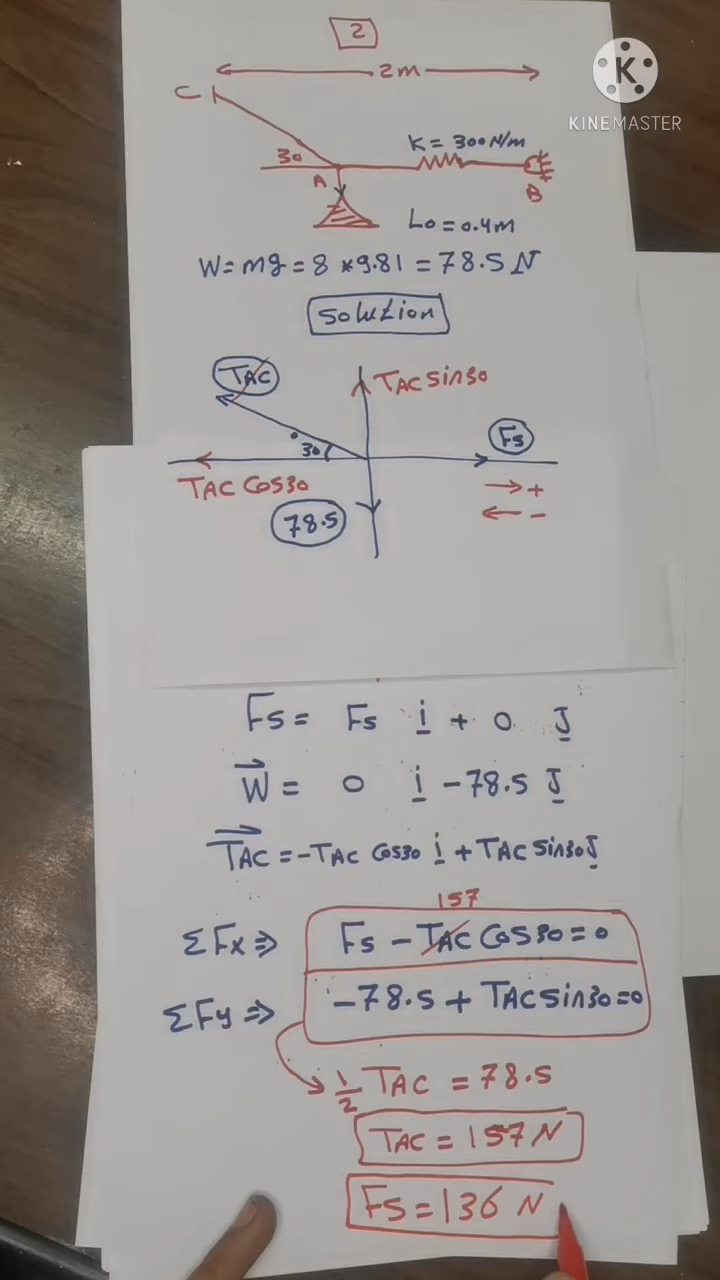 2
K
KINEMASTER
2m
C
30
K = 300 N/m
A
B
Lo = 0.4m
W = mg = 8 * 9.81 = 78.5 N
Solution
TAC
TAC sin30
30
Fs
TAC Cos30
→ +
← -
78.5
Fs = Fs i + 0 J
W = 0 i - 78.5 J
TAC = -TAC Cos30 i + TAC Sin30 J
157
ΣFx ⇒ Fs - TAC Cos30 = 0
ΣFy ⇒ -78.5 + TAC sin30 = 0
1/2 TAC = 78.5
TAC = 157 N
Fs = 136 N